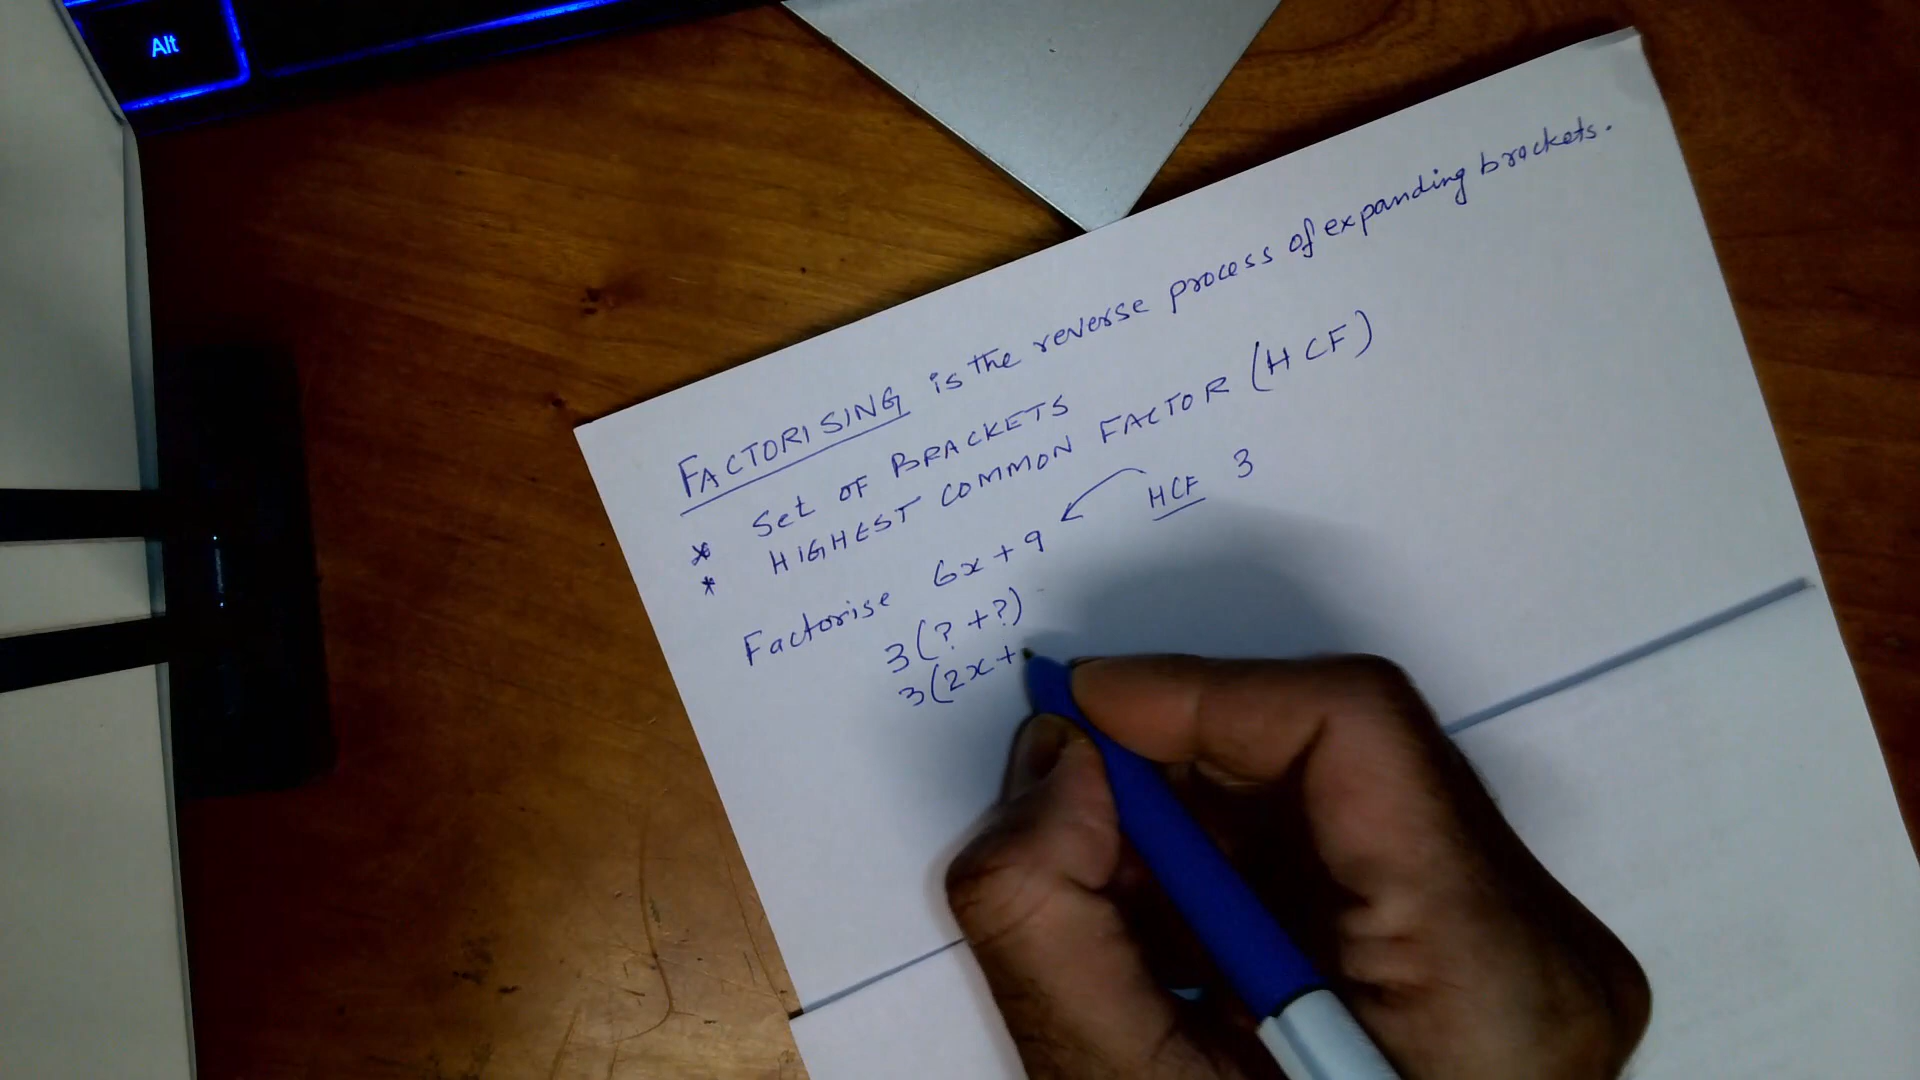 Alt
FACTORISING is the reverse process of expanding brackets.
* Set OF BRACKETS
* HIGHEST COMMON FACTOR (HCF)
Factorise 6x + 9 HCF 3
3(? +?)
3(2x+